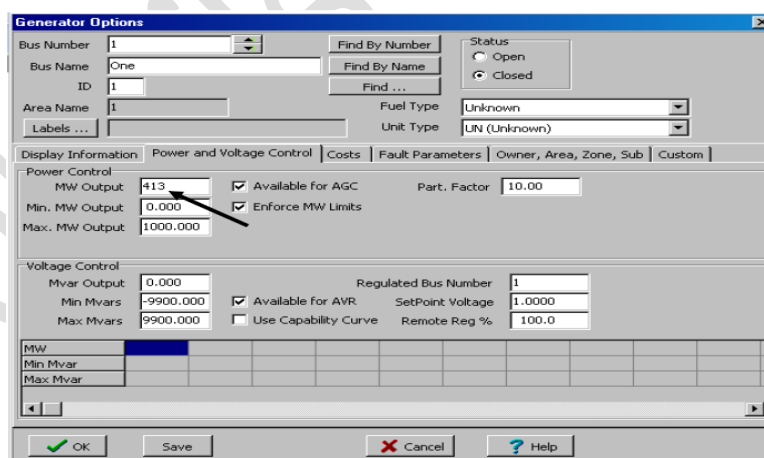 Generator Options
Bus Number 1 Find By Number Status
Bus Name One Find By Name Open
ID 1 Find ... Closed
Area Name 1 Fuel Type Unknown
Labels ... Unit Type UN (Unknown)
Display Information Power and Voltage Control Costs Fault Parameters Owner, Area, Zone, Sub Custom
Power Control
MW Output 413 Available for AGC Part. Factor 10.00
Min. MW Output 0.000 Enforce MW Limits
Max. MW Output 1000.000
Voltage Control
Mvar Output 0.000 Regulated Bus Number 1
Min Mvars -9900.000 Available for AVR SetPoint Voltage 1.0000
Max Mvars 9900.000 Use Capability Curve Remote Reg % 100.0
MW
Min Mvar
Max Mvar
OK Save Cancel ? Help